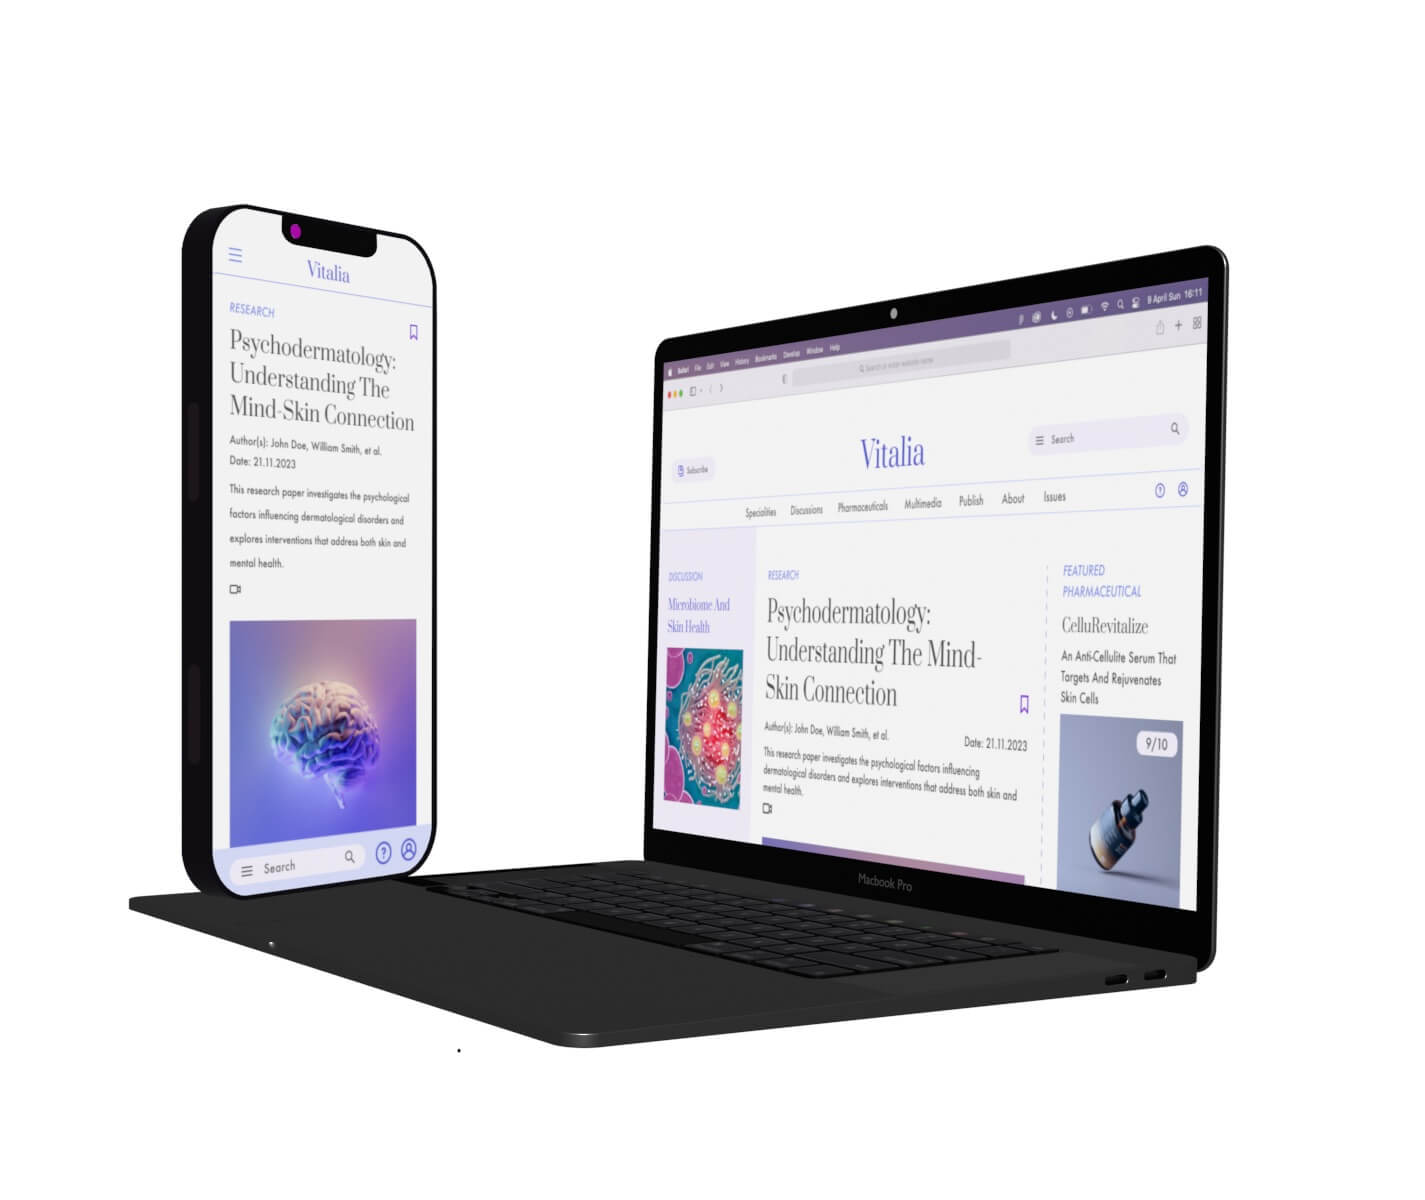 Vitalia
RESEARCH
Psychodermatology:
Understanding The
Mind-Skin Connection
Author(s): John Doe, William Smith, et al.
Date: 21.11.2023
This research paper investigates the psychological
factors influencing dermatological disorders and
explores interventions that address both skin and
mental health.
Search
Safari File Edit View History Bookmarks Develop Window Help
9 April Sun 16:11
Search or enter website name
Subscribe
Vitalia
Search
Specialities Discussions Pharmaceuticals Multimedia Publish About Issues
DISCUSSION
Microbiome And
Skin Health
RESEARCH
Psychodermatology:
Understanding The Mind-
Skin Connection
Author(s): John Doe, William Smith, et al.
Date: 21.11.2023
This research paper investigates the psychological factors influencing
dermatological disorders and explores interventions that address both skin and
mental health.
FEATURED
PHARMACEUTICAL
CelluRevitalize
An Anti-Cellulite Serum That
Targets And Rejuvenates
Skin Cells
9/10
Macbook Pro